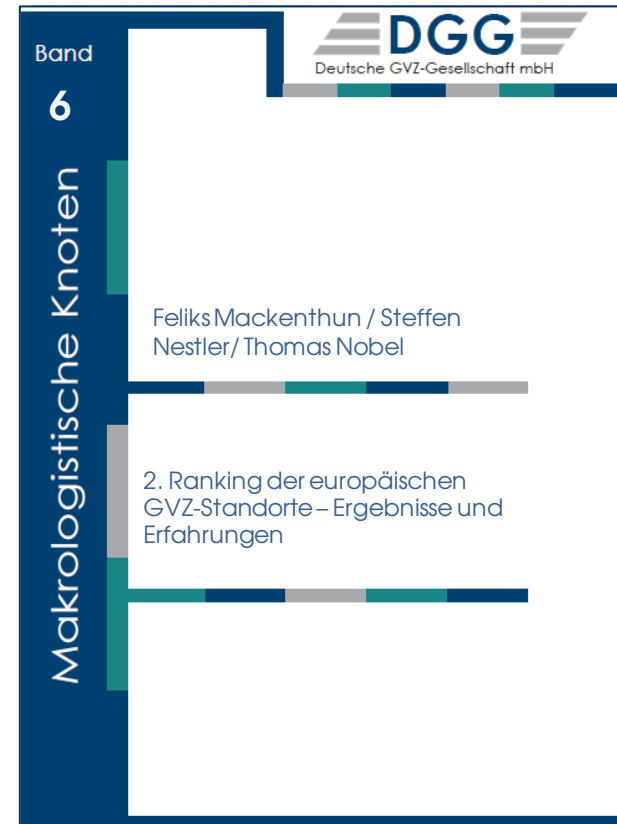 Band
6
DGG
Deutsche GVZ-Gesellschaft mbH
Makrologistische Knoten
Feliks Mackenthun / Steffen
Nestler/ Thomas Nobel
2. Ranking der europäischen
GVZ-Standorte – Ergebnisse und
Erfahrungen